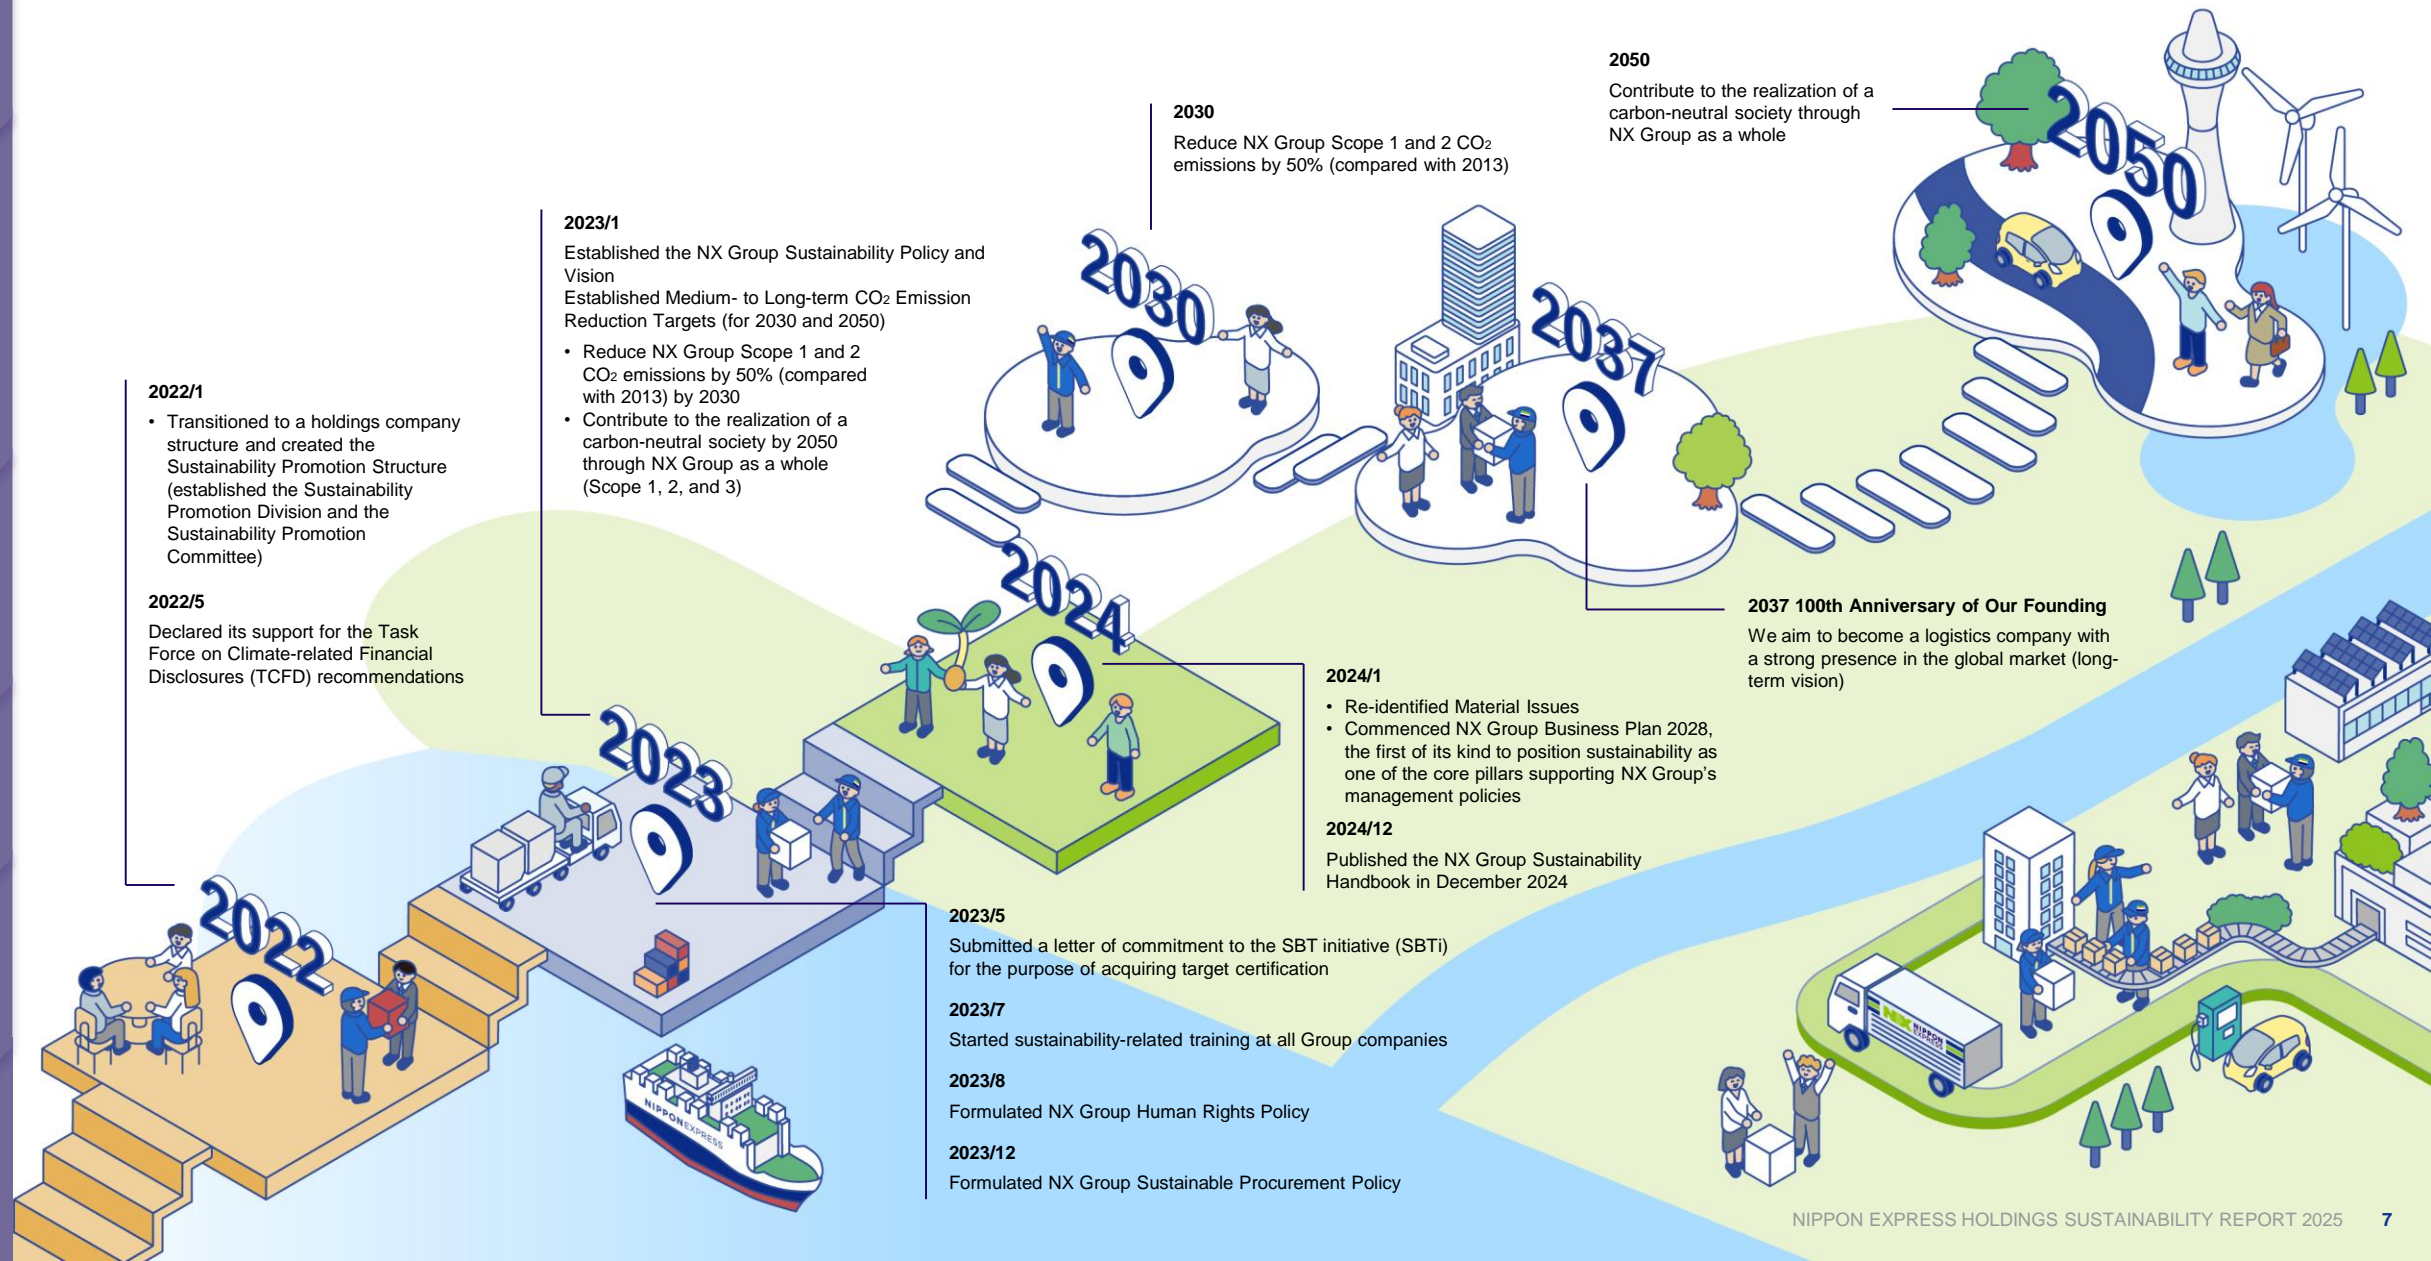 2022/1
• Transitioned to a holdings company
structure and created the
Sustainability Promotion Structure
(established the Sustainability
Promotion Division and the
Sustainability Promotion
Committee)
2022/5
Declared its support for the Task
Force on Climate-related Financial
Disclosures (TCFD) recommendations
2022
2023/1
Established the NX Group Sustainability Policy and
Vision
Established Medium- to Long-term CO2 Emission
Reduction Targets (for 2030 and 2050)
• Reduce NX Group Scope 1 and 2
CO2 emissions by 50% (compared
with 2013) by 2030
• Contribute to the realization of a
carbon-neutral society by 2050
through NX Group as a whole
(Scope 1, 2, and 3)
2023
2023/5
Submitted a letter of commitment to the SBT initiative (SBTi)
for the purpose of acquiring target certification
2023/7
Started sustainability-related training at all Group companies
2023/8
Formulated NX Group Human Rights Policy
2023/12
Formulated NX Group Sustainable Procurement Policy
NIPPON EXPRESS
2024
2024/1
• Re-identified Material Issues
• Commenced NX Group Business Plan 2028,
the first of its kind to position sustainability as
one of the core pillars supporting NX Group’s
management policies
2024/12
Published the NX Group Sustainability
Handbook in December 2024
2030
Reduce NX Group Scope 1 and 2 CO2
emissions by 50% (compared with 2013)
2030
2037
2037 100th Anniversary of Our Founding
We aim to become a logistics company with
a strong presence in the global market (long-
term vision)
2050
Contribute to the realization of a
carbon-neutral society through
NX Group as a whole
2050
NX NIPPON
EXPRESS
NIPPON EXPRESS HOLDINGS SUSTAINABILITY REPORT 2025 7